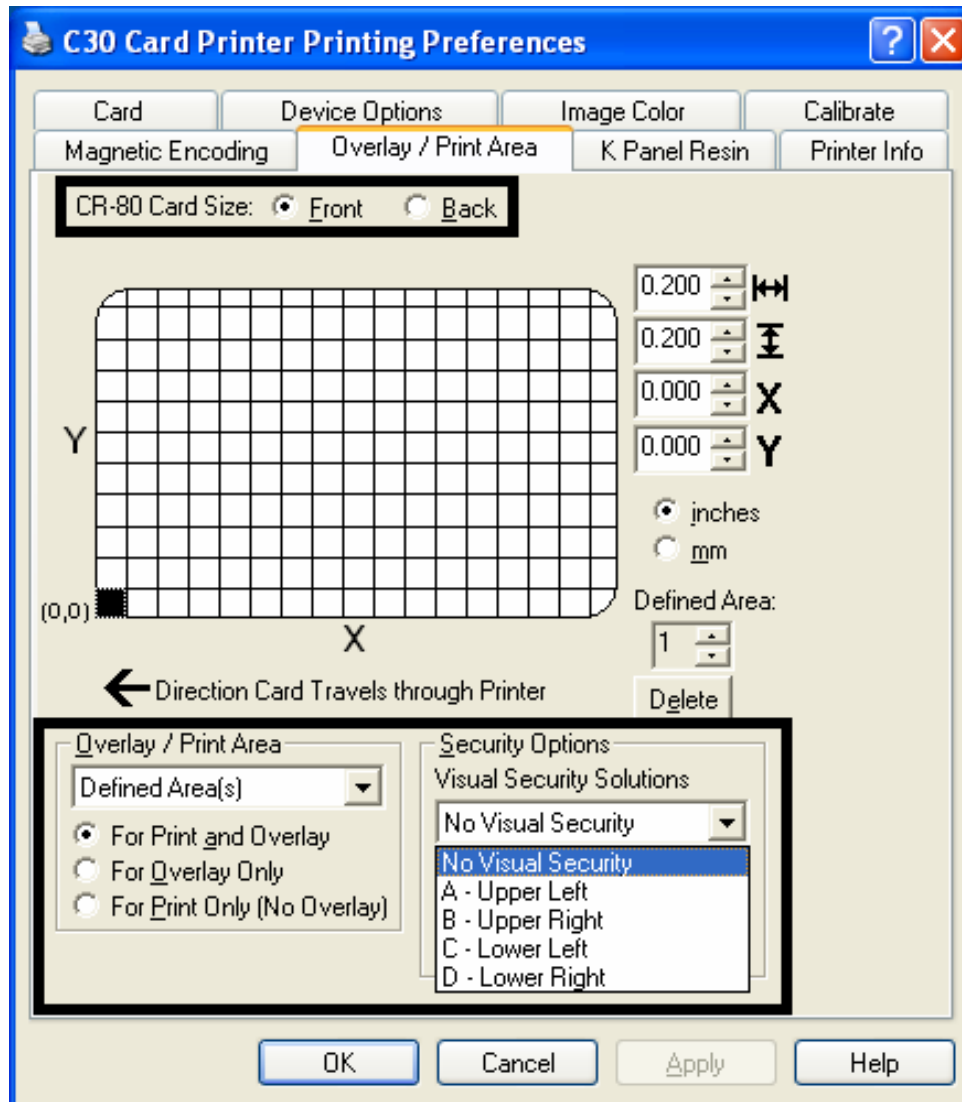 C30 Card Printer Printing Preferences
Card
Device Options
Image Color
Calibrate
Magnetic Encoding
Overlay / Print Area
K Panel Resin
Printer Info
CR-80 Card Size:
Front
Back
0.200
0.200
0.000 X
0.000 Y
Y
inches
mm
(0,0)
X
Defined Area:
1
Direction Card Travels through Printer
Delete
Overlay / Print Area
Defined Area(s)
For Print and Overlay
For Overlay Only
For Print Only (No Overlay)
Security Options
Visual Security Solutions
No Visual Security
No Visual Security
A - Upper Left
B - Upper Right
C - Lower Left
D - Lower Right
OK
Cancel
Apply
Help